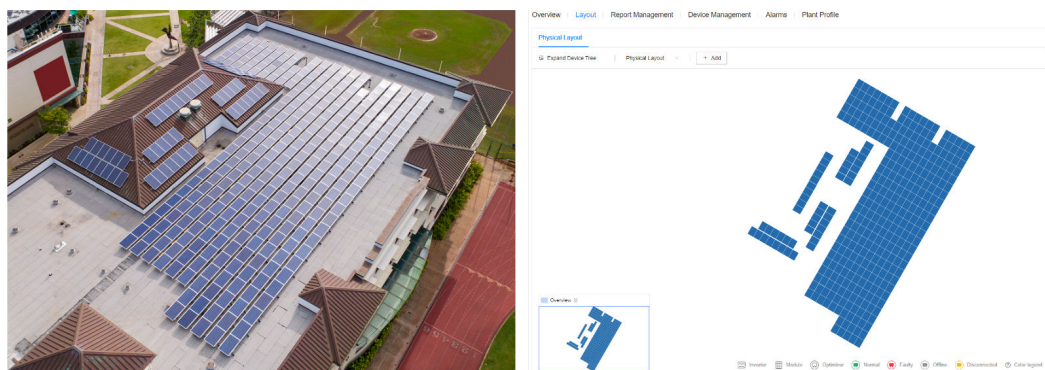 Overview Layout Report Management Device Management Alarms Plant Profile
Physical Layout
Expand Device Tree Physical Layout + Add
Overview
Inverter Module Optimizer Normal Faulty Offline Disconnected Color legend